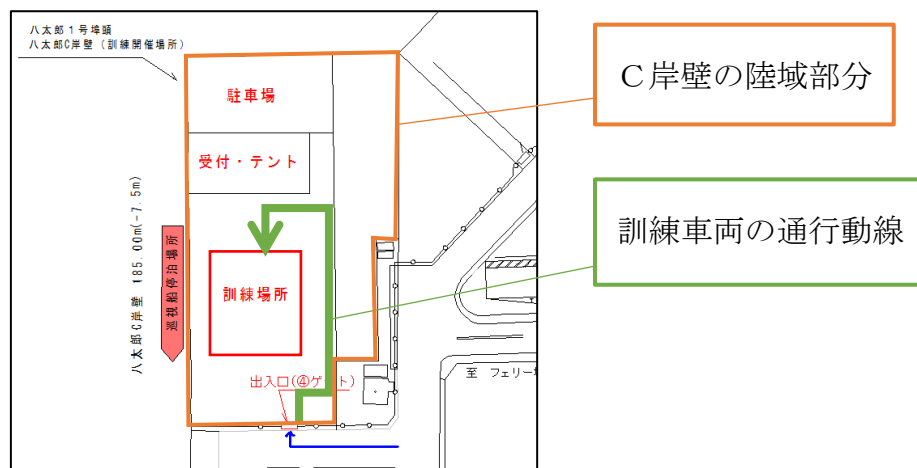 八太郎1号埠頭
八太郎C岸壁（訓練開催場所）
駐車場
受付・テント
八太郎C岸壁 185.00m(-7.5m)
巡視船停泊場所
訓練場所
出入口(④ゲート)
至 フェリー
C岸壁の陸域部分
訓練車両の通行動線